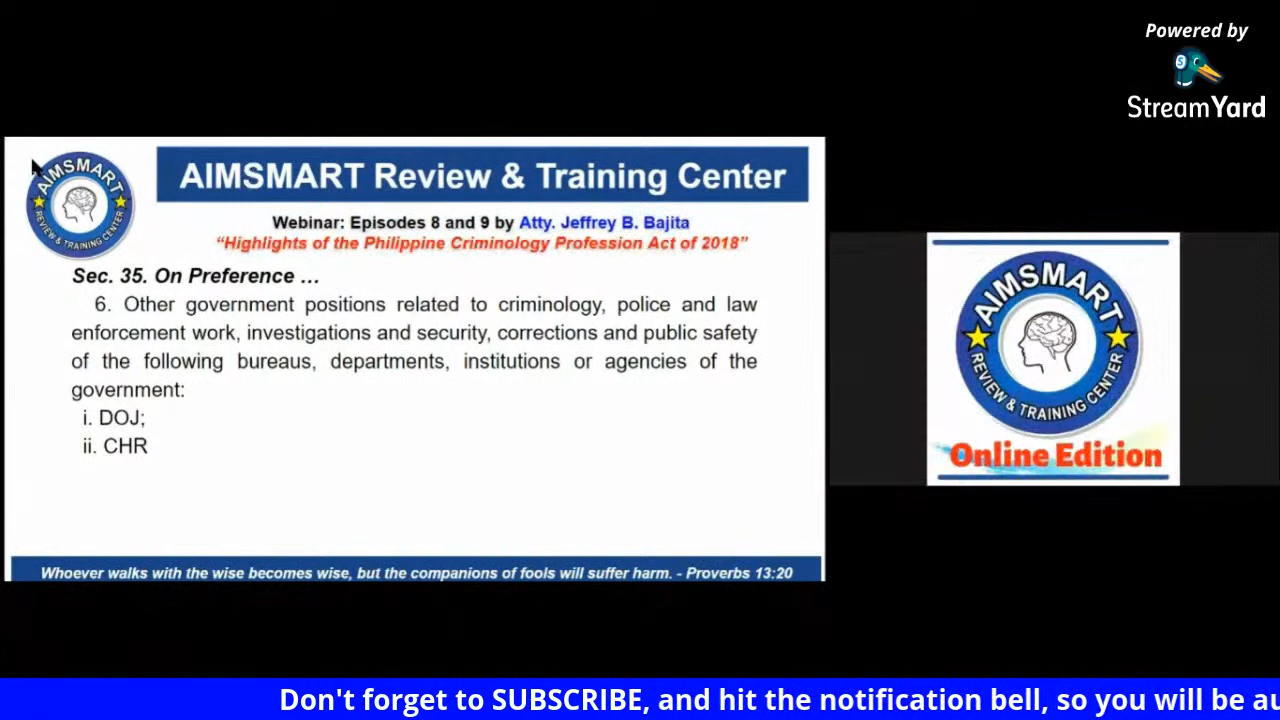 Powered by
S
StreamYard
AIMSMART
REVIEW & TRAINING CENTER
AIMSMART Review & Training Center
Webinar: Episodes 8 and 9 by Atty. Jeffrey B. Bajita
“Highlights of the Philippine Criminology Profession Act of 2018”
Sec. 35. On Preference …
6. Other government positions related to criminology, police and law
enforcement work, investigations and security, corrections and public safety
of the following bureaus, departments, institutions or agencies of the
government:
i. DOJ;
ii. CHR
Whoever walks with the wise becomes wise, but the companions of fools will suffer harm. - Proverbs 13:20
AIMSMART
REVIEW & TRAINING CENTER
Online Edition
Don't forget to SUBSCRIBE, and hit the notification bell, so you will be au